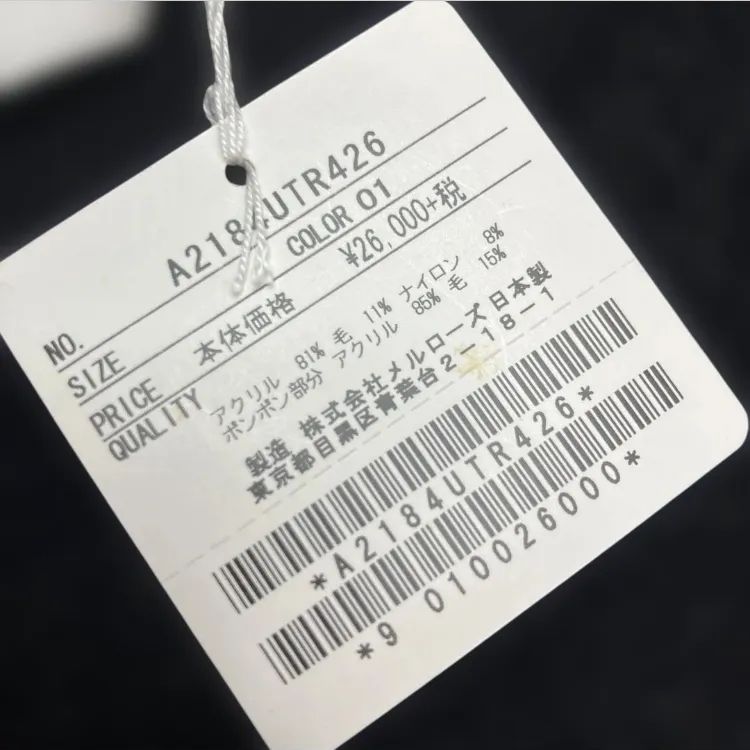 NO. A2184UTR426
SIZE COLOR 01
PRICE 本体価格 ¥26,000+税
QUALITY アクリル 81% 毛 11% ナイロン 8%
ポンポン部分 アクリル 85% 毛 15%
製造 株式会社メルローズ 日本製
東京都目黒区青葉台2-18-1
*A2184UTR426*
*9 010026000*